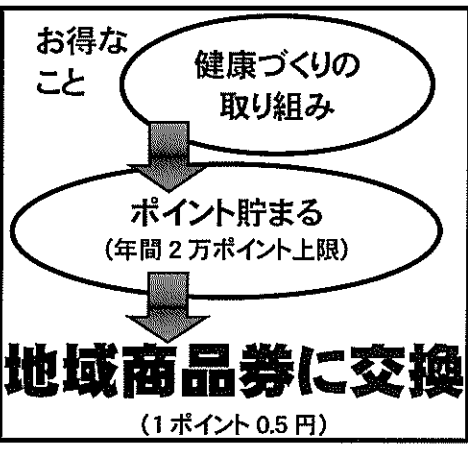 お得な
こと
健康づくりの
取り組み
ポイント貯まる
(年間2万ポイント上限)
地域商品券に交換
(1ポイント0.5円)